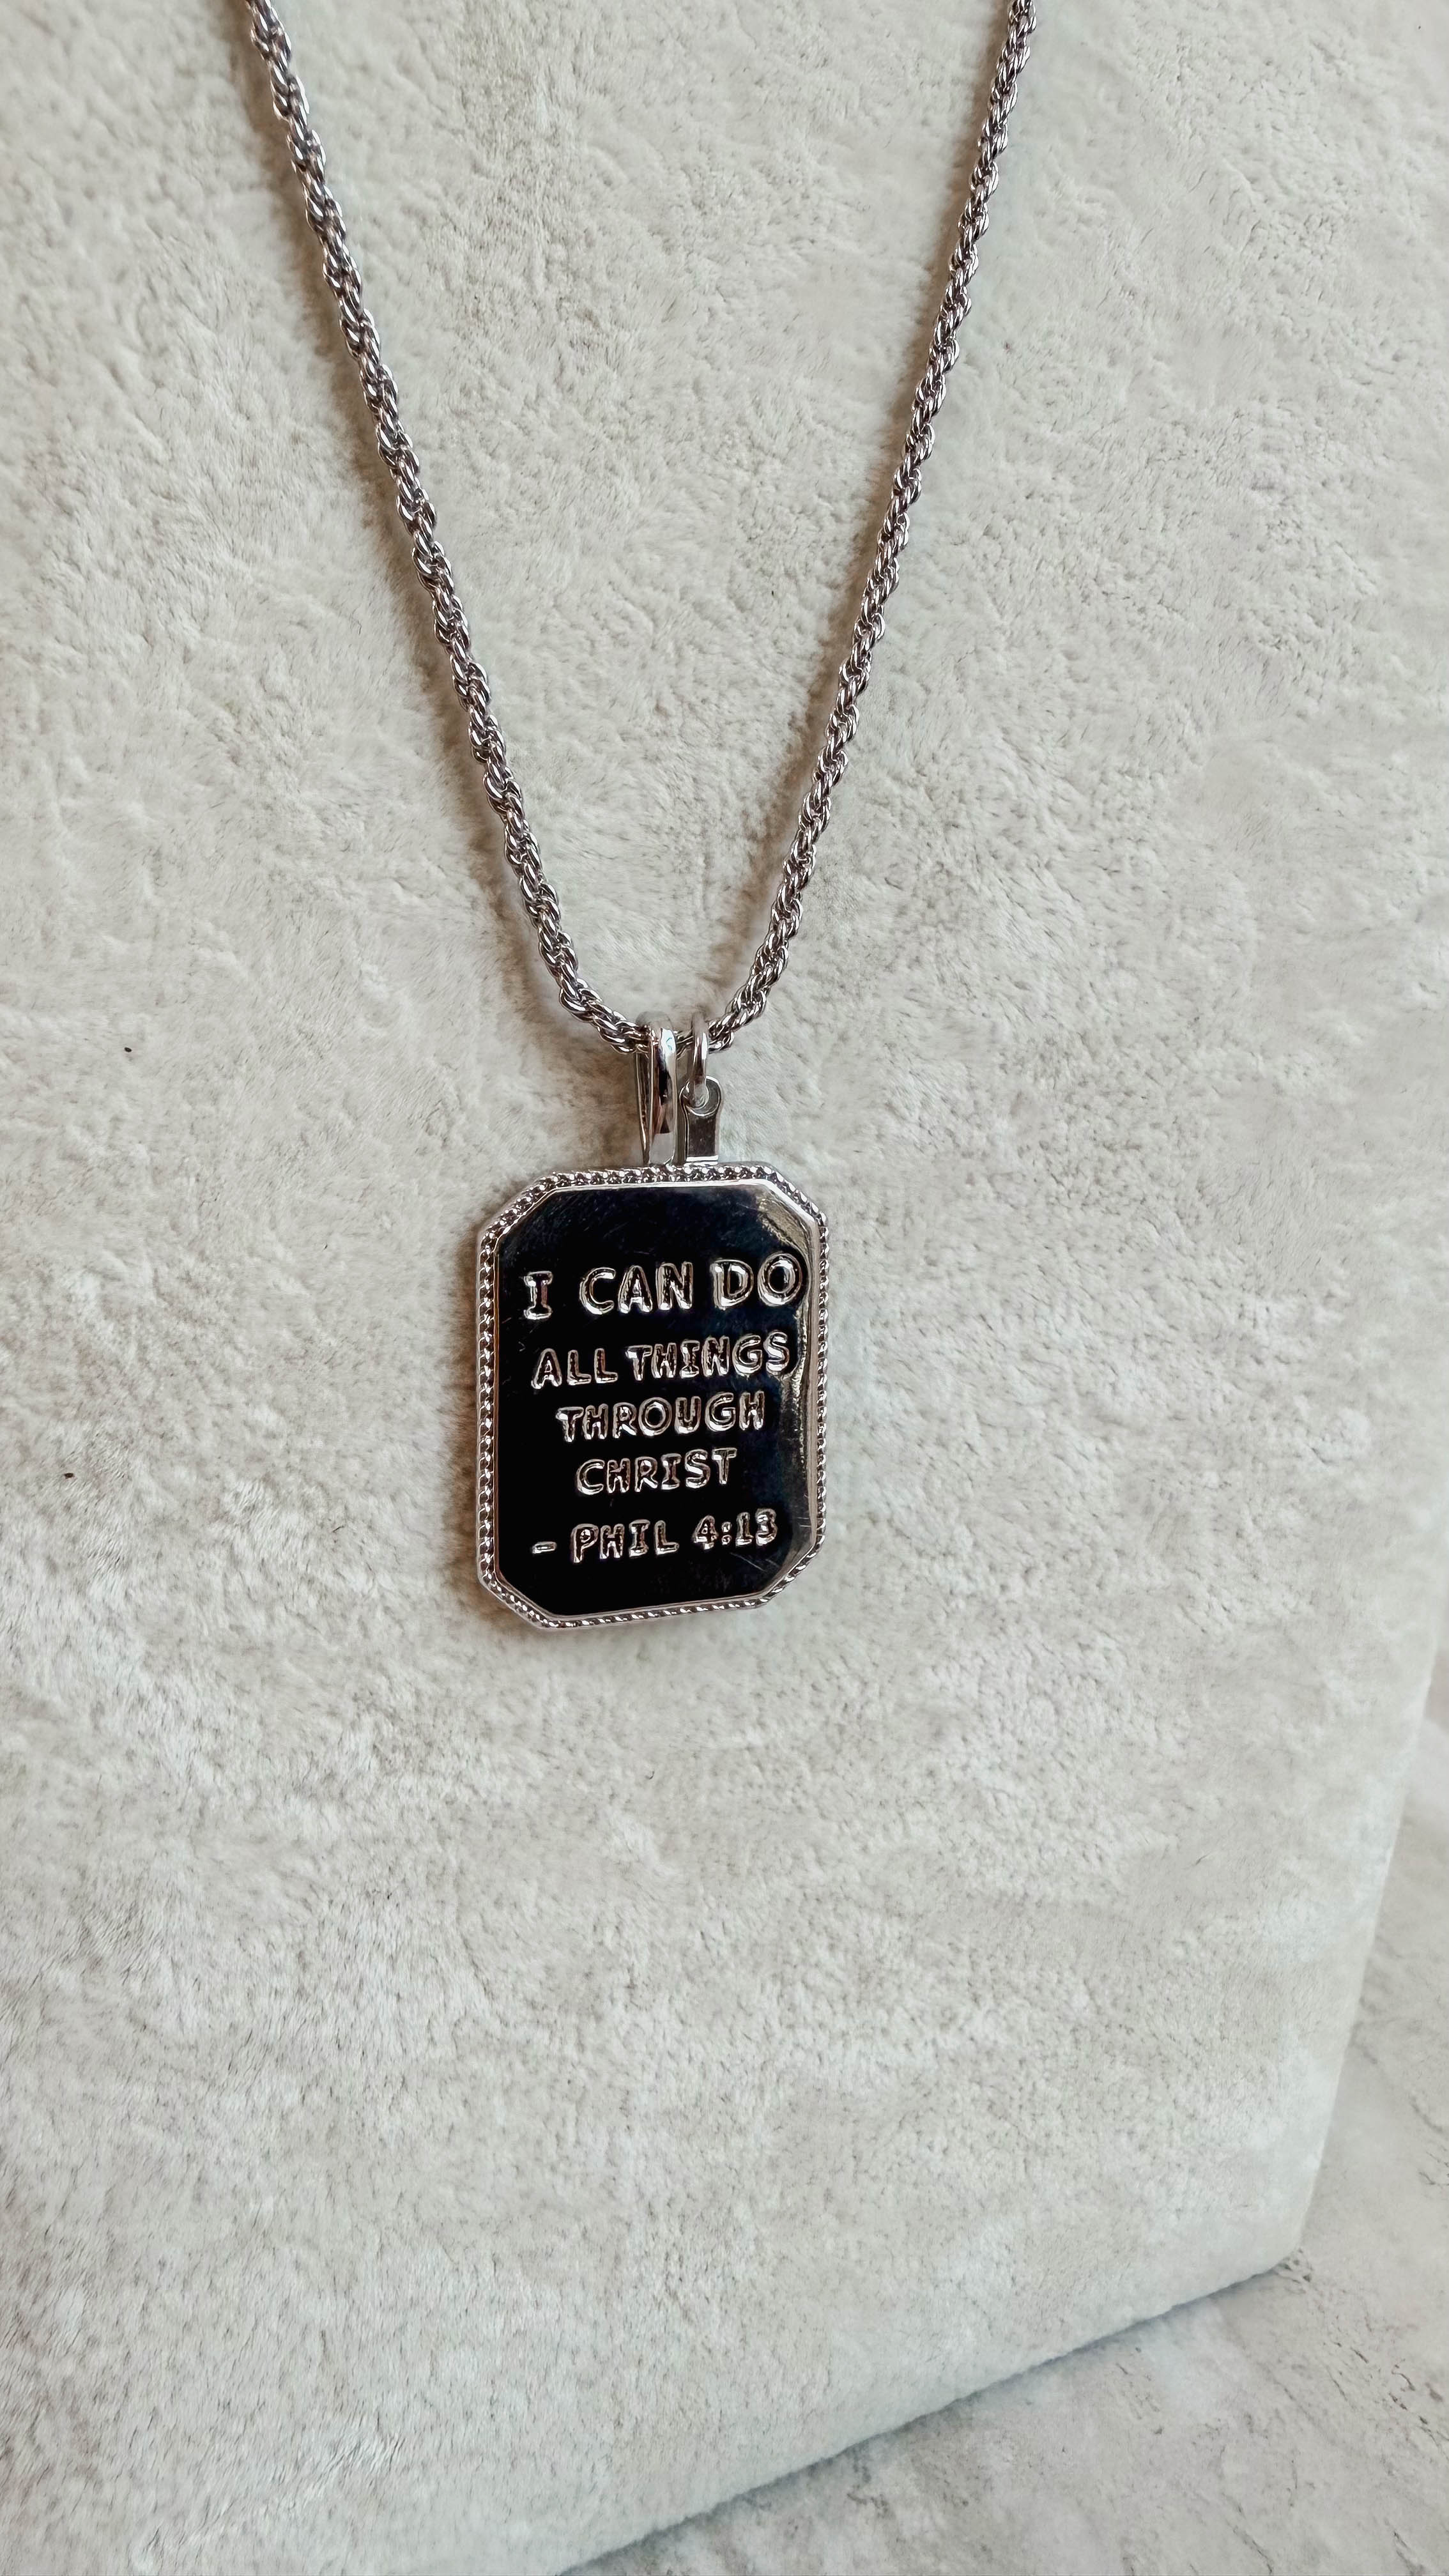 I CAN DO
ALL THINGS
THROUGH
CHRIST
- PHIL 4:13